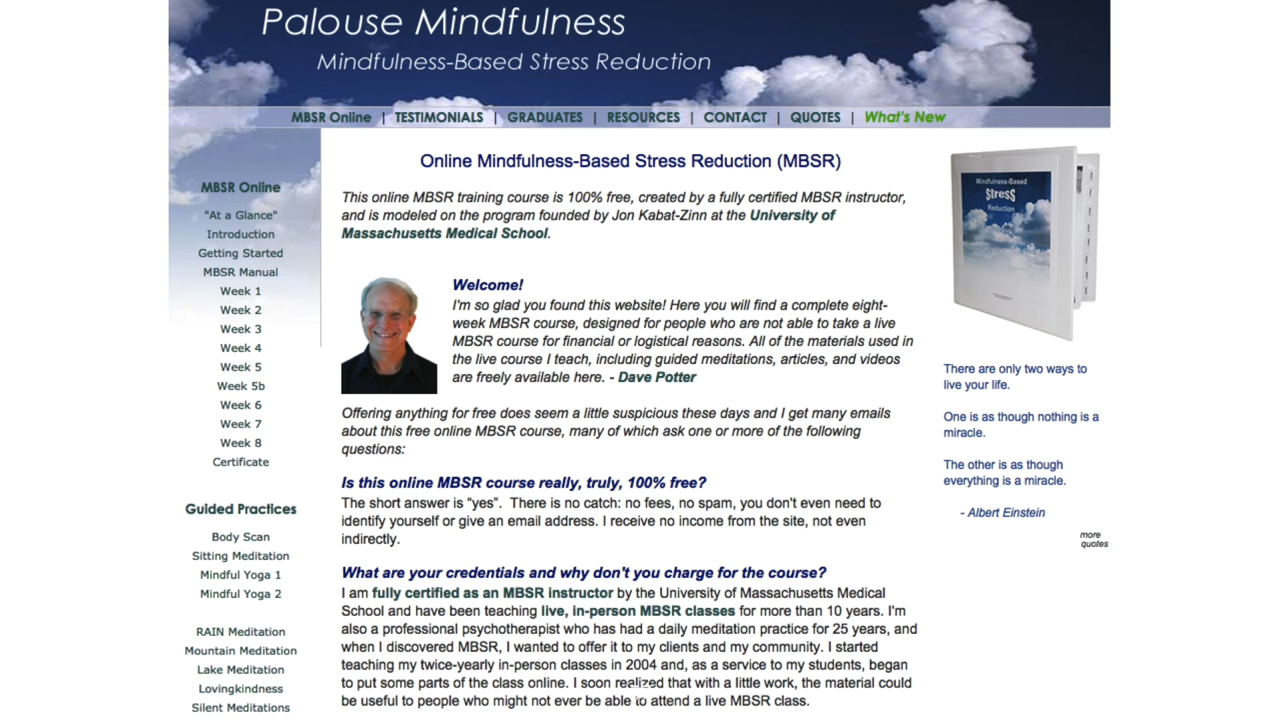 Palouse Mindfulness
Mindfulness-Based Stress Reduction
MBSR Online | TESTIMONIALS | GRADUATES | RESOURCES | CONTACT | QUOTES | What's New
MBSR Online
"At a Glance"
Introduction
Getting Started
MBSR Manual
Week 1
Week 2
Week 3
Week 4
Week 5
Week 5b
Week 6
Week 7
Week 8
Certificate
Guided Practices
Body Scan
Sitting Meditation
Mindful Yoga 1
Mindful Yoga 2
RAIN Meditation
Mountain Meditation
Lake Meditation
Lovingkindness
Silent Meditations
Online Mindfulness-Based Stress Reduction (MBSR)
This online MBSR training course is 100% free, created by a fully certified MBSR instructor,
and is modeled on the program founded by Jon Kabat-Zinn at the University of
Massachusetts Medical School.
Welcome!
I'm so glad you found this website! Here you will find a complete eight-
week MBSR course, designed for people who are not able to take a live
MBSR course for financial or logistical reasons. All of the materials used in
the live course I teach, including guided meditations, articles, and videos
are freely available here. - Dave Potter
Offering anything for free does seem a little suspicious these days and I get many emails
about this free online MBSR course, many of which ask one or more of the following
questions:
Is this online MBSR course really, truly, 100% free?
The short answer is “yes”.  There is no catch: no fees, no spam, you don't even need to
identify yourself or give an email address. I receive no income from the site, not even
indirectly.
What are your credentials and why don't you charge for the course?
I am fully certified as an MBSR instructor by the University of Massachusetts Medical
School and have been teaching live, in-person MBSR classes for more than 10 years. I'm
also a professional psychotherapist who has had a daily meditation practice for 25 years, and
when I discovered MBSR, I wanted to offer it to my clients and my community. I started
teaching my twice-yearly in-person classes in 2004 and, as a service to my students, began
to put some parts of the class online. I soon realized that with a little work, the material could
be useful to people who might not ever be able to attend a live MBSR class.
Mindfulness-Based
Stress
Reduction
There are only two ways to
live your life.
One is as though nothing is a
miracle.
The other is as though
everything is a miracle.
- Albert Einstein
more
quotes